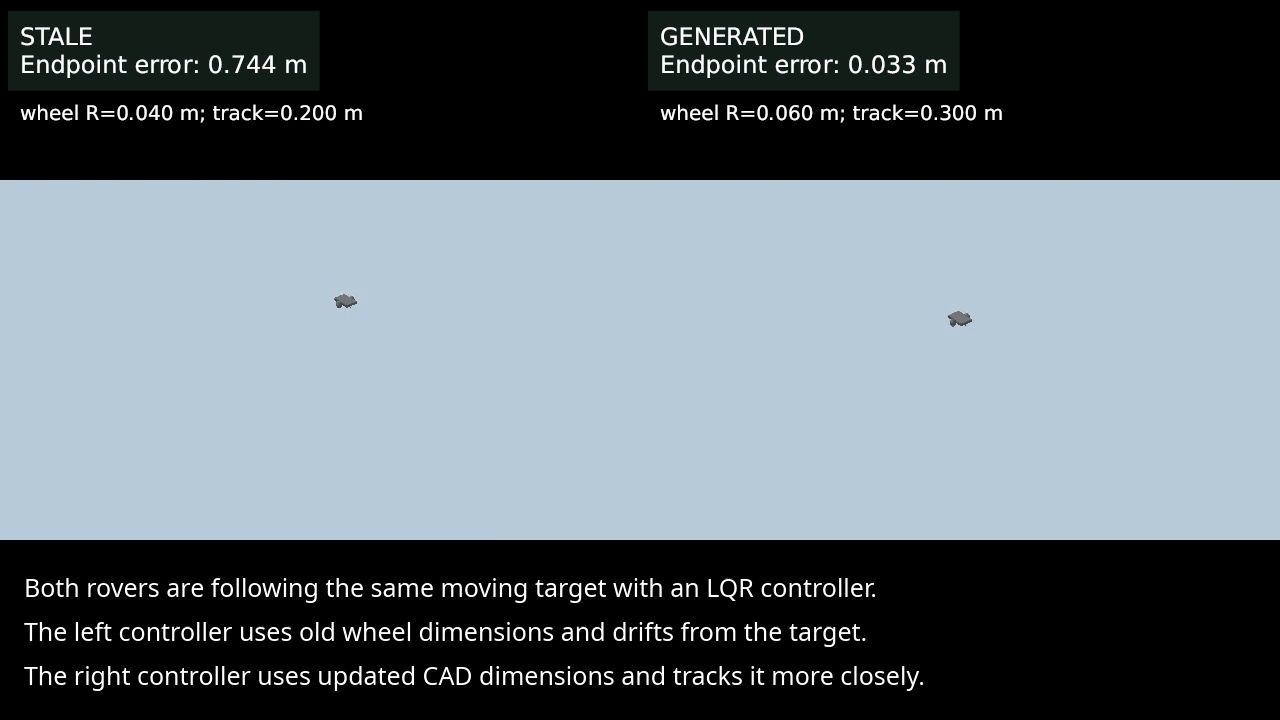 STALE
Endpoint error: 0.744 m
wheel R=0.040 m; track=0.200 m
GENERATED
Endpoint error: 0.033 m
wheel R=0.060 m; track=0.300 m
Both rovers are following the same moving target with an LQR controller.
The left controller uses old wheel dimensions and drifts from the target.
The right controller uses updated CAD dimensions and tracks it more closely.